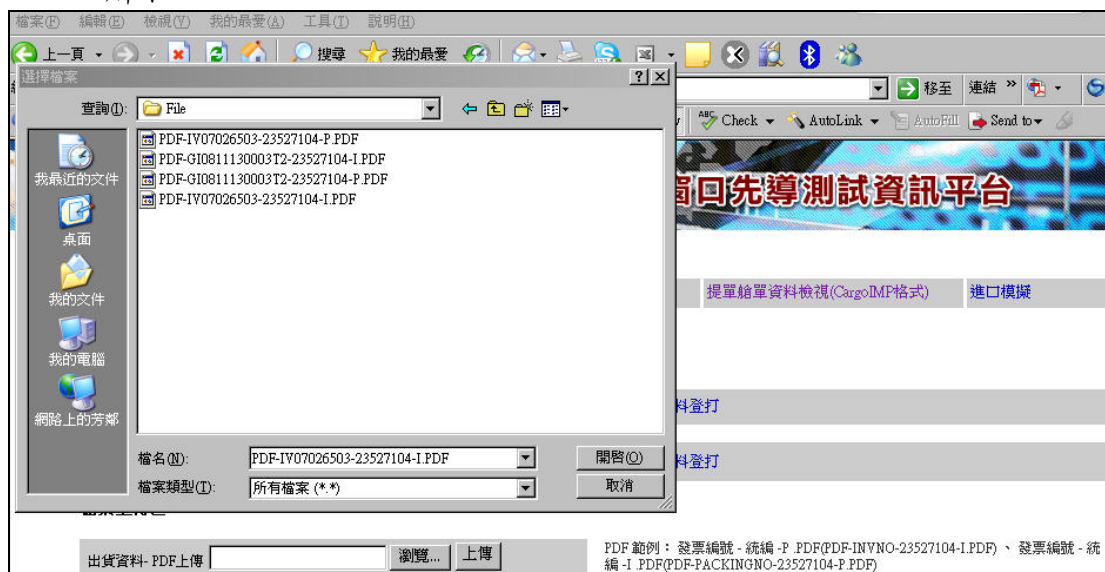 檔案(F) 編輯(E) 檢視(V) 我的最愛(A) 工具(T) 說明(H)
上一頁 搜尋 我的最愛
選擇檔案
移至 連結 »
查詢(I): File
Check AutoLink AutoFill Send to
PDF-IV07026503-23527104-P.PDF
PDF-GI0811130003T2-23527104-I.PDF
PDF-GI0811130003T2-23527104-P.PDF
PDF-IV07026503-23527104-I.PDF
我最近的文件
桌面
我的文件
我的電腦
網路上的芳鄰
窗口先導測試資訊平台
提單艙單資料檢視(CargoIMP格式) 進口模擬
料登打
料登打
檔名(N): PDF-IV07026503-23527104-I.PDF 開啓(O)
檔案類型(T): 所有檔案 (*.*) 取消
出貨資料- PDF上傳 瀏覽... 上傳
PDF 範例： 發票編號 - 統編 -P .PDF(PDF-INVNO-23527104-I.PDF) 、 發票編號 - 統
編 -I .PDF(PDF-PACKINGNO-23527104-P.PDF)